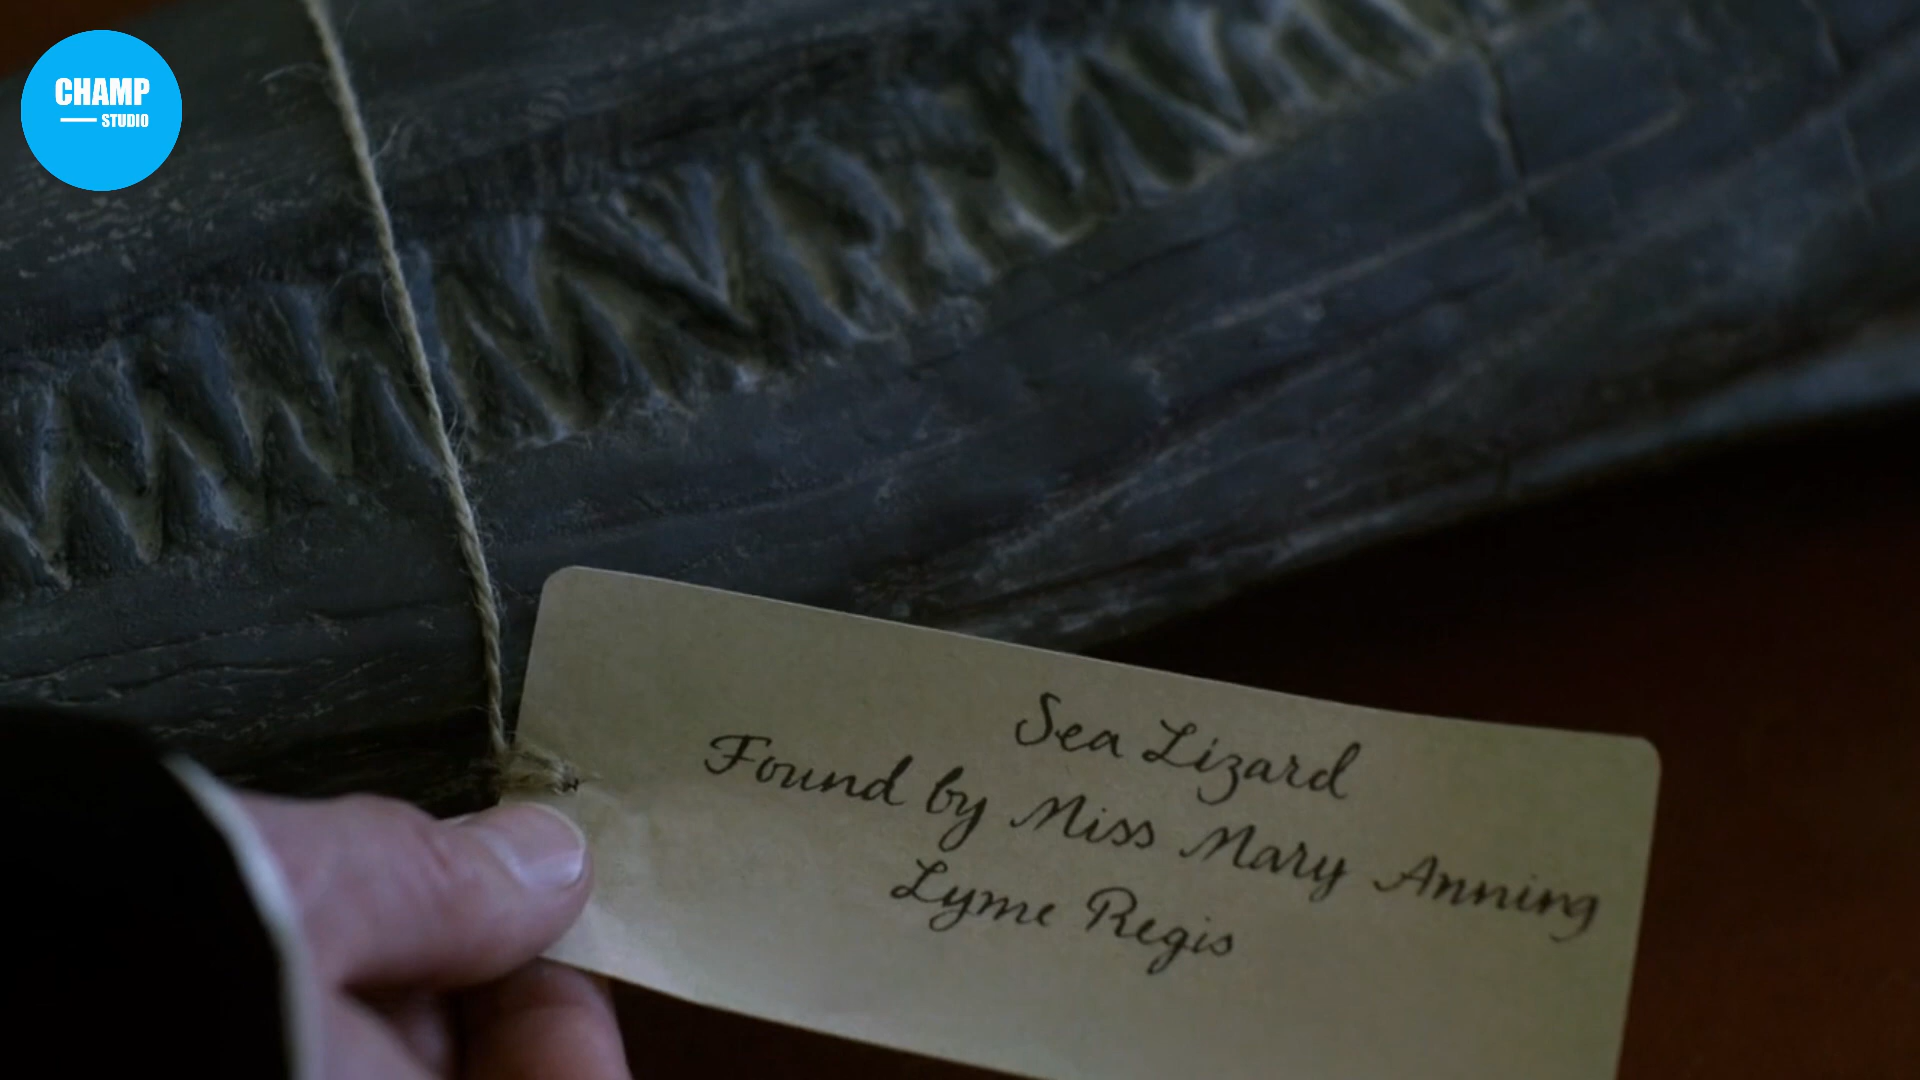 CHAMP
STUDIO
Sea Lizard
Found by Miss Mary Anning
Lyme Regis